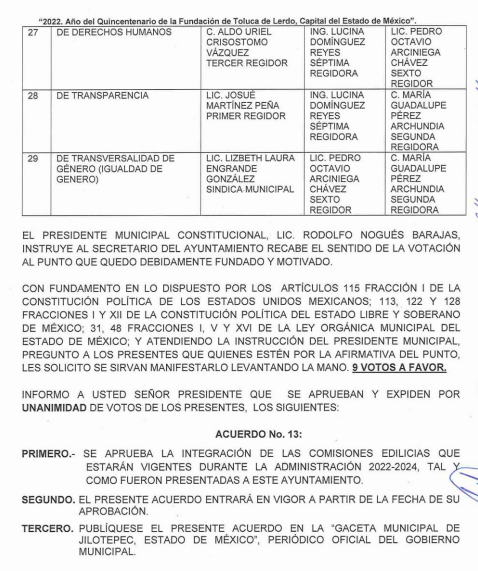 "2022. Año del Quincentenario de la Fundación de Toluca de Lerdo, Capital del Estado de México".
27 DE DERECHOS HUMANOS C. ALDO URIEL CRISOSTOMO VÁZQUEZ TERCER REGIDOR ING. LUCINA DOMÍNGUEZ REYES SÉPTIMA REGIDORA LIC. PEDRO OCTAVIO ARCINIEGA CHÁVEZ SEXTO REGIDOR
28 DE TRANSPARENCIA LIC. JOSUÉ MARTÍNEZ PEÑA PRIMER REGIDOR ING. LUCINA DOMÍNGUEZ REYES SÉPTIMA REGIDORA C. MARÍA GUADALUPE PÉREZ ARCHUNDIA SEGUNDA REGIDORA
29 DE TRANSVERSALIDAD DE GÉNERO (IGUALDAD DE GENERO) LIC. LIZBETH LAURA ENGRANDE GONZÁLEZ SINDICA MUNICIPAL LIC. PEDRO OCTAVIO ARCINIEGA CHÁVEZ SEXTO REGIDOR C. MARÍA GUADALUPE PÉREZ ARCHUNDIA SEGUNDA REGIDORA
EL PRESIDENTE MUNICIPAL CONSTITUCIONAL, LIC. RODOLFO NOGUÉS BARAJAS,
INSTRUYE AL SECRETARIO DEL AYUNTAMIENTO RECABE EL SENTIDO DE LA VOTACIÓN
AL PUNTO QUE QUEDO DEBIDAMENTE FUNDADO Y MOTIVADO.
CON FUNDAMENTO EN LO DISPUESTO POR LOS ARTÍCULOS 115 FRACCIÓN I DE LA
CONSTITUCIÓN POLÍTICA DE LOS ESTADOS UNIDOS MEXICANOS; 113, 122 Y 128
FRACCIONES I Y XII DE LA CONSTITUCIÓN POLÍTICA DEL ESTADO LIBRE Y SOBERANO
DE MÉXICO; 31, 48 FRACCIONES I, V Y XVI DE LA LEY ORGÁNICA MUNICIPAL DEL
ESTADO DE MÉXICO; Y ATENDIENDO LA INSTRUCCIÓN DEL PRESIDENTE MUNICIPAL,
PREGUNTO A LOS PRESENTES QUE QUIENES ESTÉN POR LA AFIRMATIVA DEL PUNTO,
LES SOLICITO SE SIRVAN MANIFESTARLO LEVANTANDO LA MANO. 9 VOTOS A FAVOR.
INFORMO A USTED SEÑOR PRESIDENTE QUE SE APRUEBAN Y EXPIDEN POR
UNANIMIDAD DE VOTOS DE LOS PRESENTES, LOS SIGUIENTES:
ACUERDO No. 13:
PRIMERO.- SE APRUEBA LA INTEGRACIÓN DE LAS COMISIONES EDILICIAS QUE
ESTARÁN VIGENTES DURANTE LA ADMINISTRACIÓN 2022-2024, TAL Y
COMO FUERON PRESENTADAS A ESTE AYUNTAMIENTO.
SEGUNDO. EL PRESENTE ACUERDO ENTRARÁ EN VIGOR A PARTIR DE LA FECHA DE SU
APROBACIÓN.
TERCERO. PUBLÍQUESE EL PRESENTE ACUERDO EN LA "GACETA MUNICIPAL DE
JILOTEPEC, ESTADO DE MÉXICO", PERIÓDICO OFICIAL DEL GOBIERNO
MUNICIPAL.